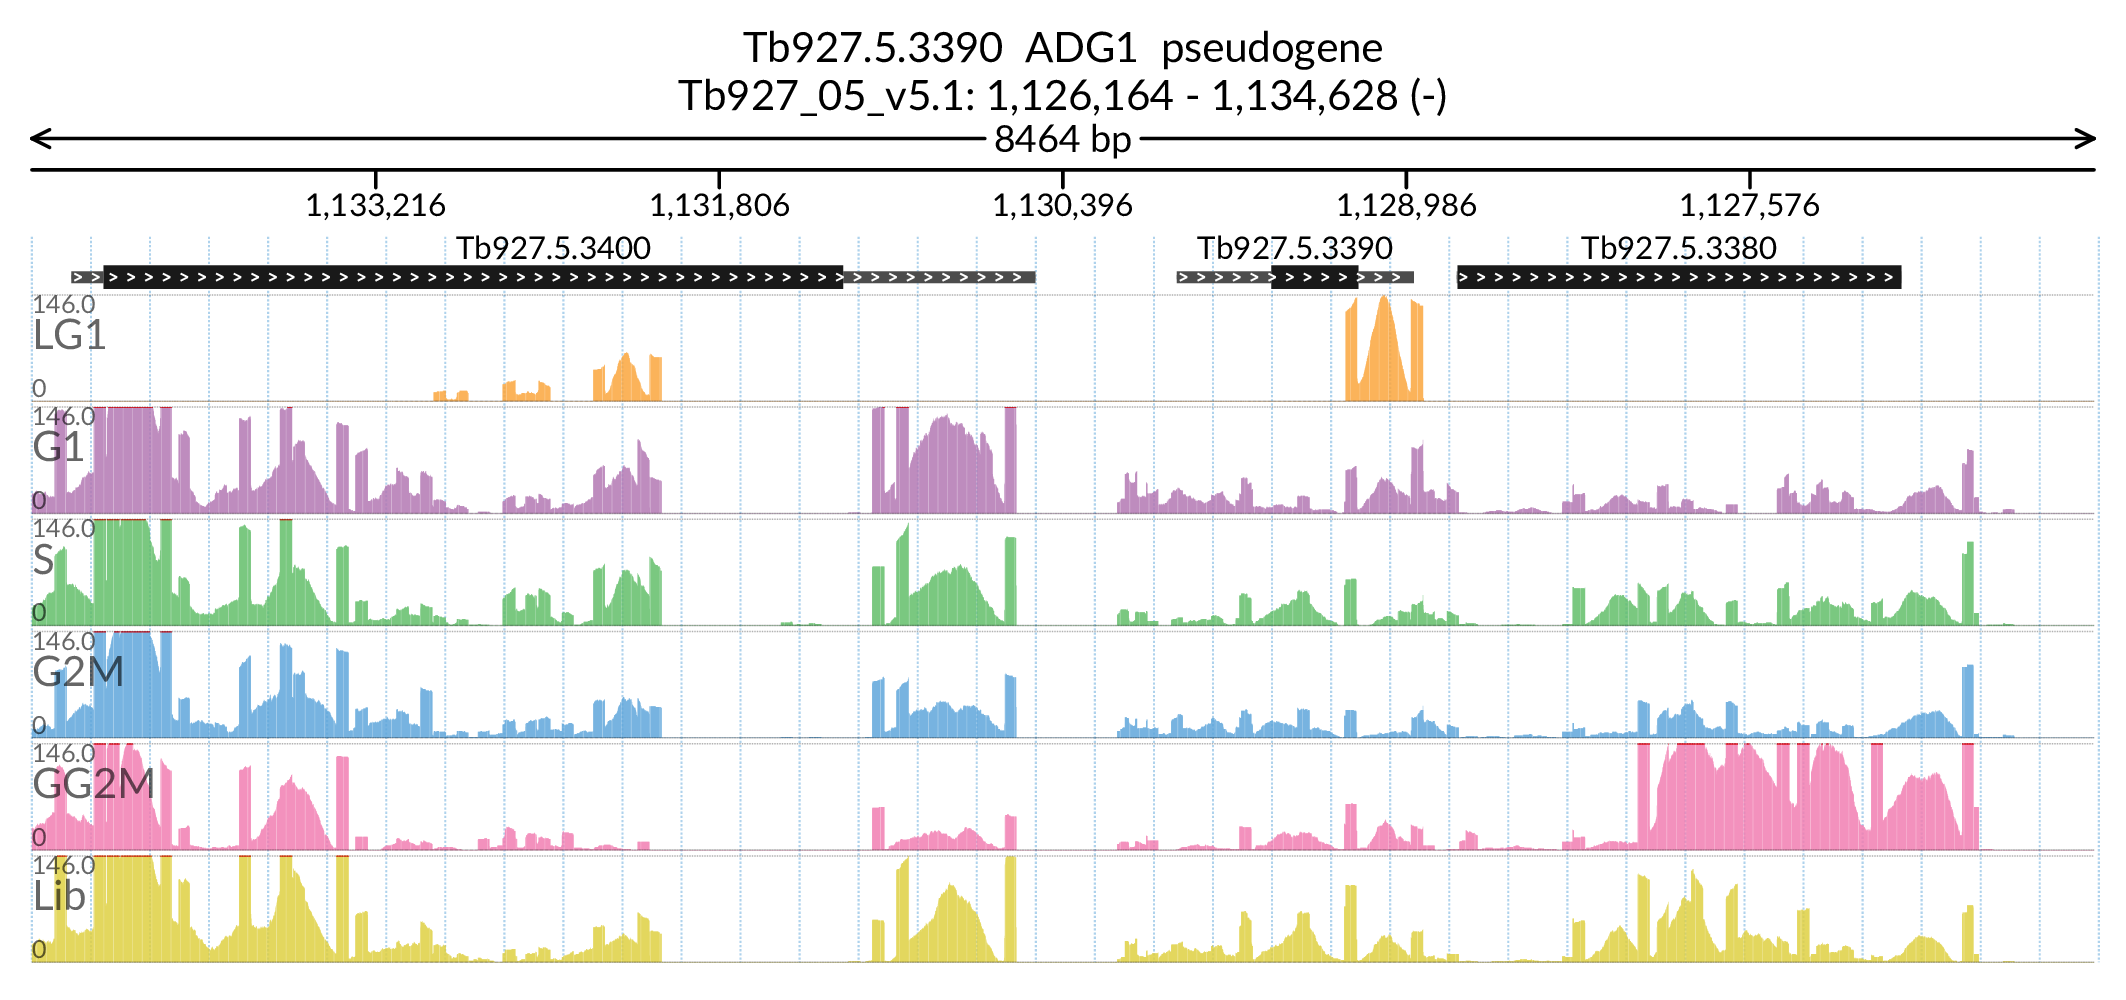 Tb927.5.3390 ADG1 pseudogene
Tb927_05_v5.1: 1,126,164 - 1,134,628 (-)
8464 bp
1,133,216 1,131,806 1,130,396 1,128,986 1,127,576
Tb927.5.3400 Tb927.5.3390 Tb927.5.3380
146.0
LG1
0
146.0
G1
0
146.0
S
0
146.0
G2M
0
146.0
GG2M
0
146.0
Lib
0